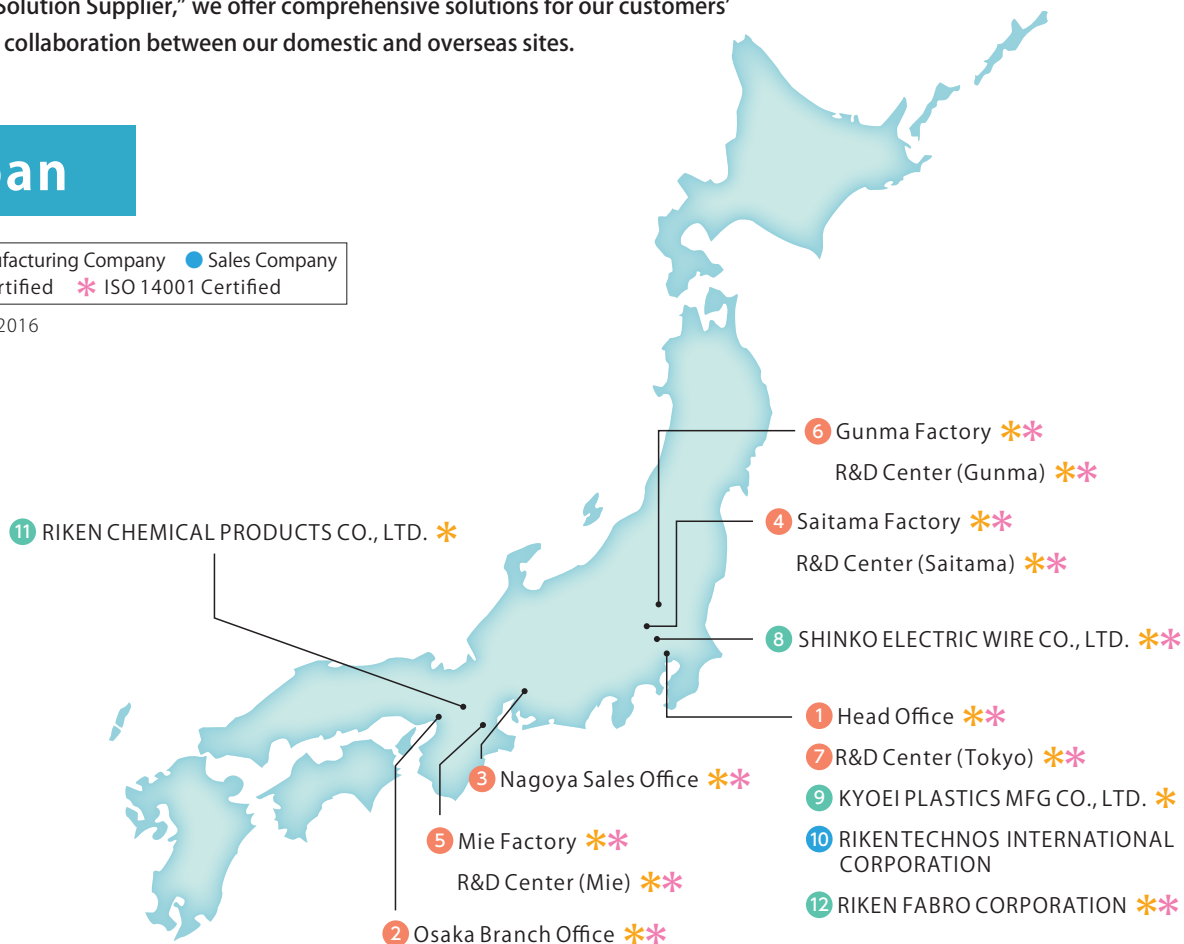 Solution Supplier,” we offer comprehensive solutions for our customers’
collaboration between our domestic and overseas sites.
an
facturing Company ● Sales Company
rtified * ISO 14001 Certified
2016
6 Gunma Factory **
R&D Center (Gunma) **
11 RIKEN CHEMICAL PRODUCTS CO., LTD. *
4 Saitama Factory **
R&D Center (Saitama) **
8 SHINKO ELECTRIC WIRE CO., LTD. **
1 Head Office **
7 R&D Center (Tokyo) **
9 KYOEI PLASTICS MFG CO., LTD. *
10 RIKENTECHNOS INTERNATIONAL
CORPORATION
12 RIKEN FABRO CORPORATION **
3 Nagoya Sales Office **
5 Mie Factory **
R&D Center (Mie) **
2 Osaka Branch Office **